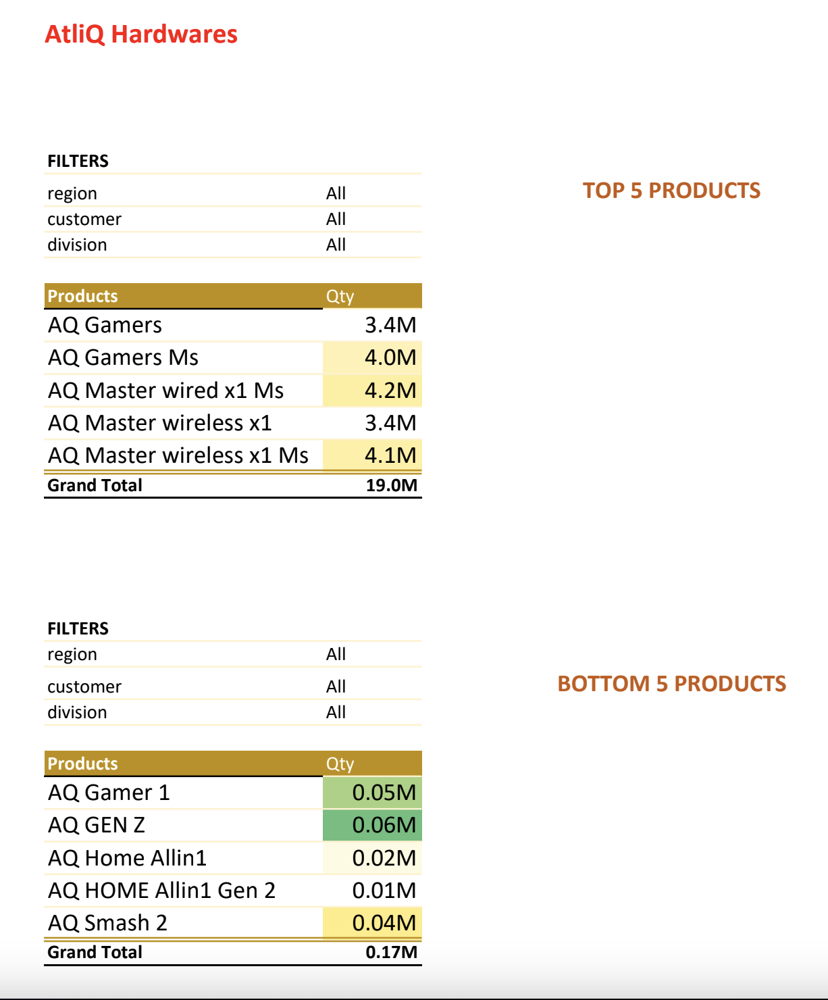 AtliQ Hardwares
FILTERS
region All
customer All
division All
TOP 5 PRODUCTS
Products Qty
AQ Gamers 3.4M
AQ Gamers Ms 4.0M
AQ Master wired x1 Ms 4.2M
AQ Master wireless x1 3.4M
AQ Master wireless x1 Ms 4.1M
Grand Total 19.0M
FILTERS
region All
customer All
division All
BOTTOM 5 PRODUCTS
Products Qty
AQ Gamer 1 0.05M
AQ GEN Z 0.06M
AQ Home Allin1 0.02M
AQ HOME Allin1 Gen 2 0.01M
AQ Smash 2 0.04M
Grand Total 0.17M